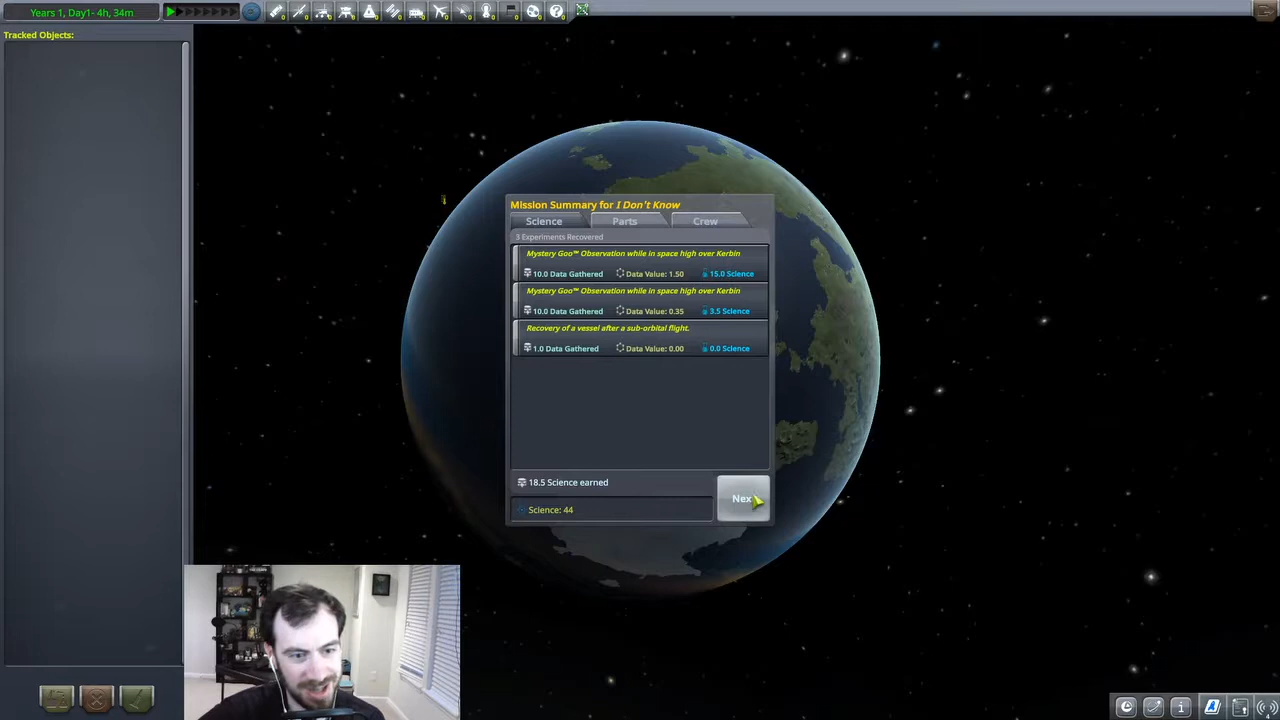 Years 1, Day1- 4h, 34m
Tracked Objects:
Mission Summary for I Don't Know
Science Parts Crew
3 Experiments Recovered
Mystery Goo™ Observation while in space high over Kerbin
10.0 Data Gathered Data Value: 1.50 15.0 Science
Mystery Goo™ Observation while in space high over Kerbin
10.0 Data Gathered Data Value: 0.35 3.5 Science
Recovery of a vessel after a sub-orbital flight.
1.0 Data Gathered Data Value: 0.00 0.0 Science
18.5 Science earned
Nex
Science: 44